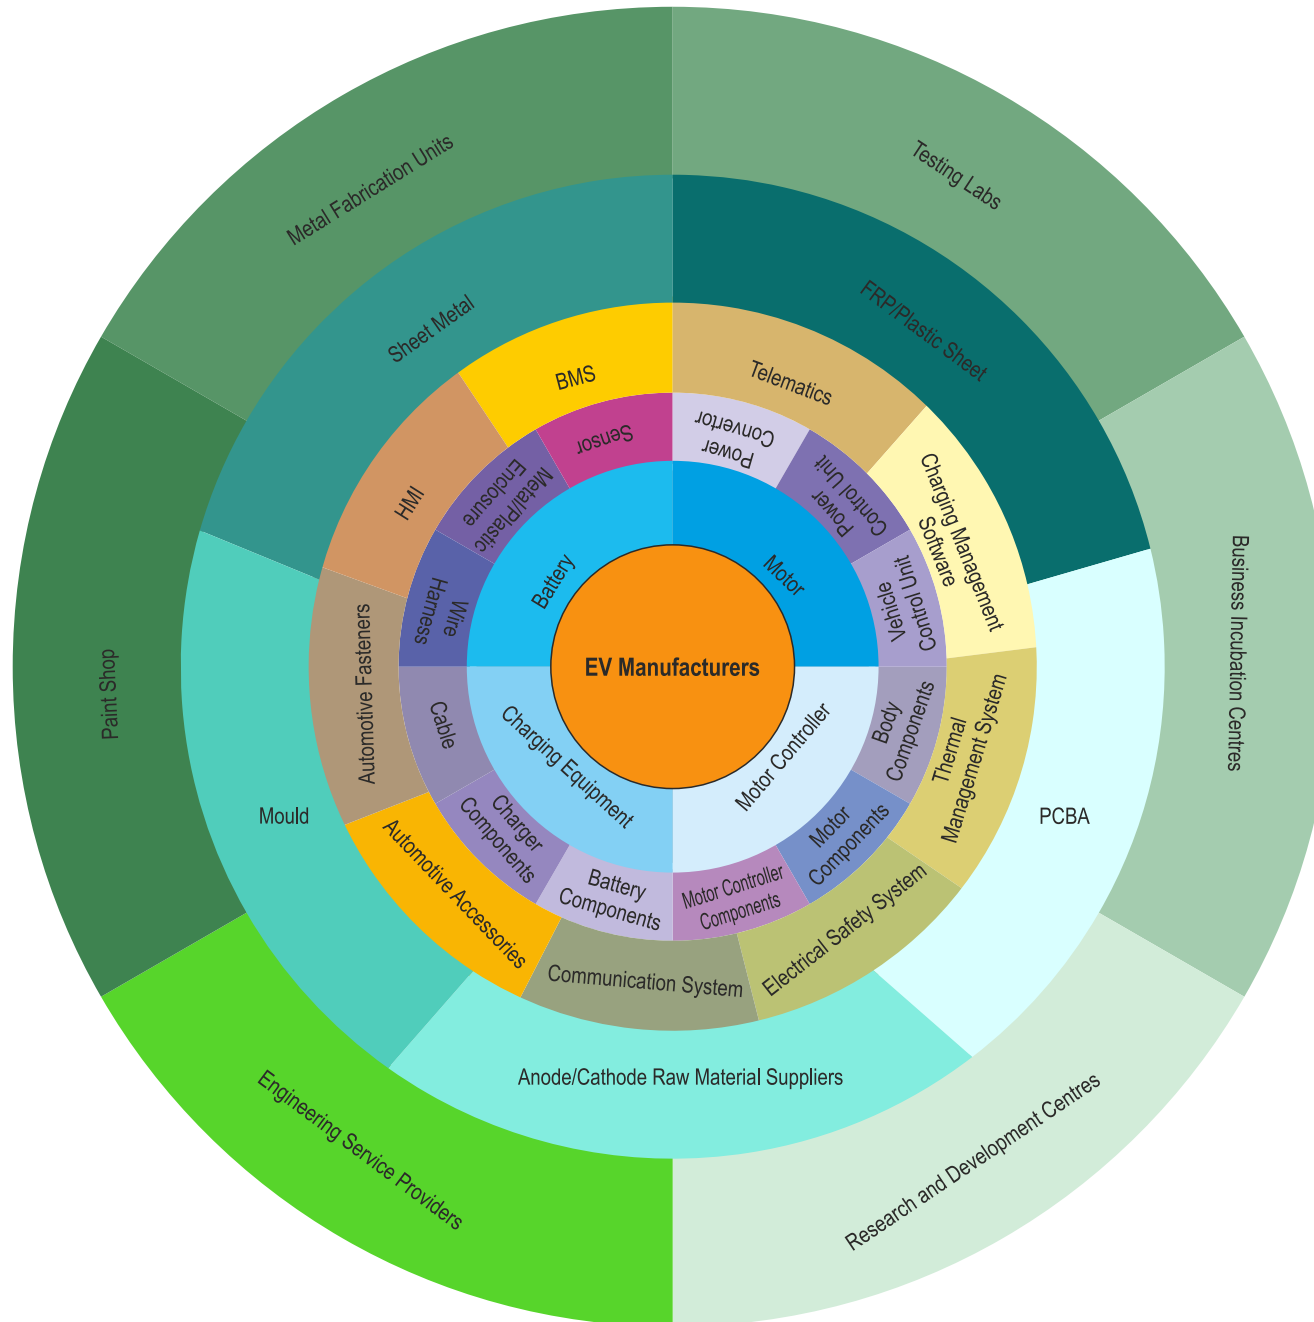 EV Manufacturers
Motor
Motor Controller
Charging Equipment
Battery
Power
Convertor
Power
Control Unit
Vehicle
Control Unit
Body
Components
Motor
Components
Motor Controller
Components
Battery
Components
Charger
Components
Cable
Wire
Harness
Metal/Plastic
Enclosure
Sensor
Telematics
Charging Management
Software
Thermal
Management System
Electrical Safety System
Communication System
Automotive Accessories
Automotive Fasteners
HMI
BMS
FRP/Plastic Sheet
PCBA
Anode/Cathode Raw Material Suppliers
Mould
Sheet Metal
Testing Labs
Business Incubation Centres
Research and Development Centres
Engineering Service Providers
Paint Shop
Metal Fabrication Units